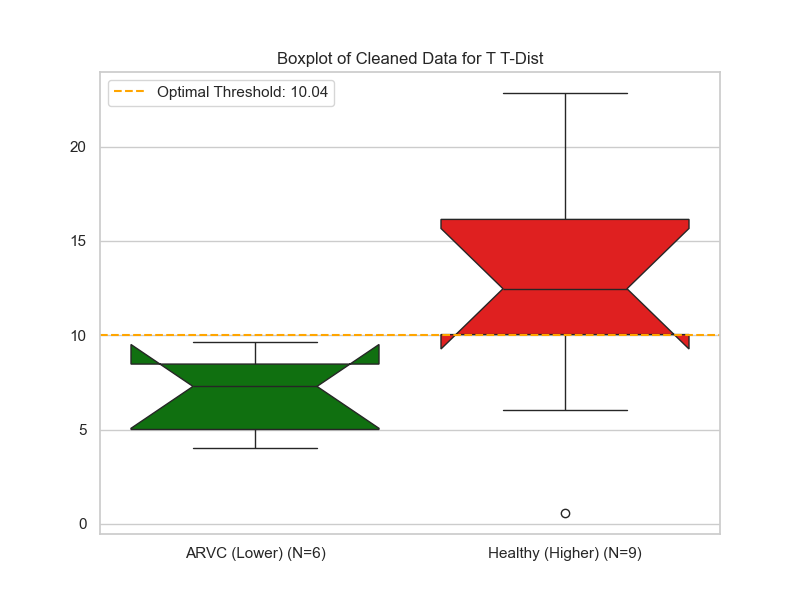 Boxplot of Cleaned Data for T T-Dist
Optimal Threshold: 10.04
20
15
10
5
0
ARVC (Lower) (N=6)
Healthy (Higher) (N=9)